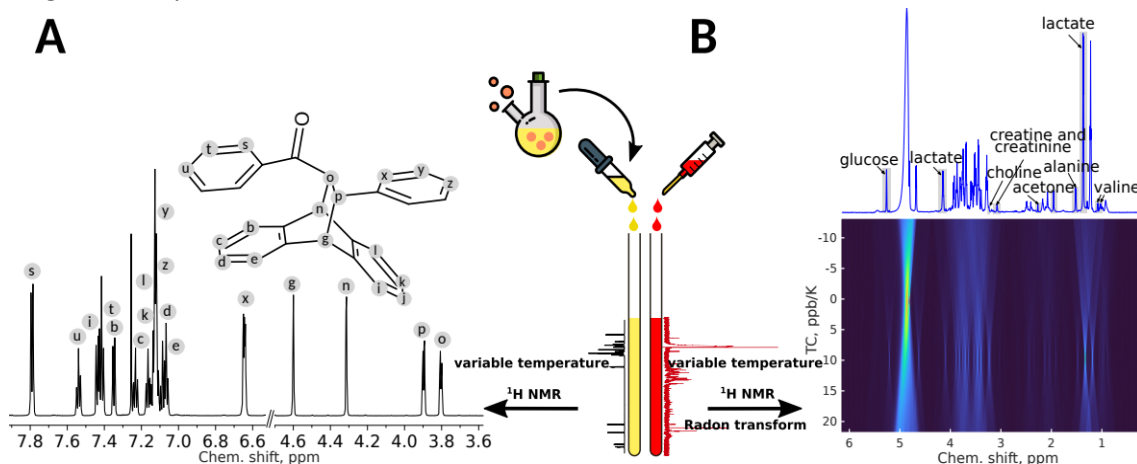 A
B
O
t
s
u
o
x
y
z
p
n
b
c
g
l
d
e
k
i
j
s
u
i
t
b
l
k
c
y
z
d
e
x
g
n
p
o
7.8 7.6 7.4 7.2 7.0 6.8 6.6 4.6 4.4 4.2 4.0 3.8 3.6
Chem. shift, ppm
variable temperature
¹H NMR
variable temperature
¹H NMR
Radon transform
lactate
creatine and
creatinine
glucose
lactate
choline
alanine
acetone
valine
-10
-5
0
5
10
15
20
TC, ppb/K
6 5 4 3 2 1
Chem. shift, ppm